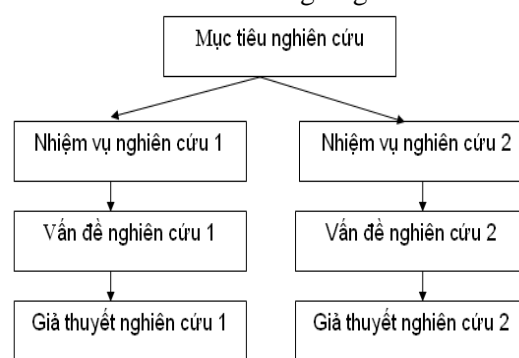 Mục tiêu nghiên cứu
Nhiệm vụ nghiên cứu 1
Nhiệm vụ nghiên cứu 2
Vấn đề nghiên cứu 1
Vấn đề nghiên cứu 2
Giả thuyết nghiên cứu 1
Giả thuyết nghiên cứu 2